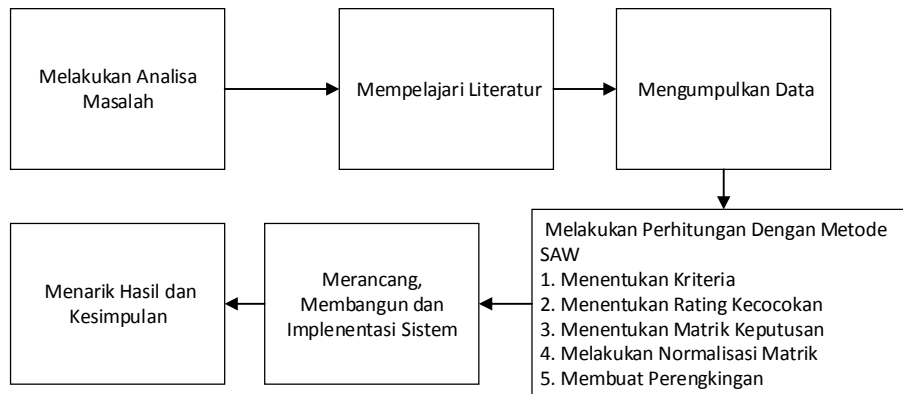 Melakukan Analisa
Masalah
Mempelajari Literatur
Mengumpulkan Data
Melakukan Perhitungan Dengan Metode
SAW
1. Menentukan Kriteria
2. Menentukan Rating Kecocokan
3. Menentukan Matrik Keputusan
4. Melakukan Normalisasi Matrik
5. Membuat Perengkingan
Merancang,
Membangun dan
Implenentasi Sistem
Menarik Hasil dan
Kesimpulan